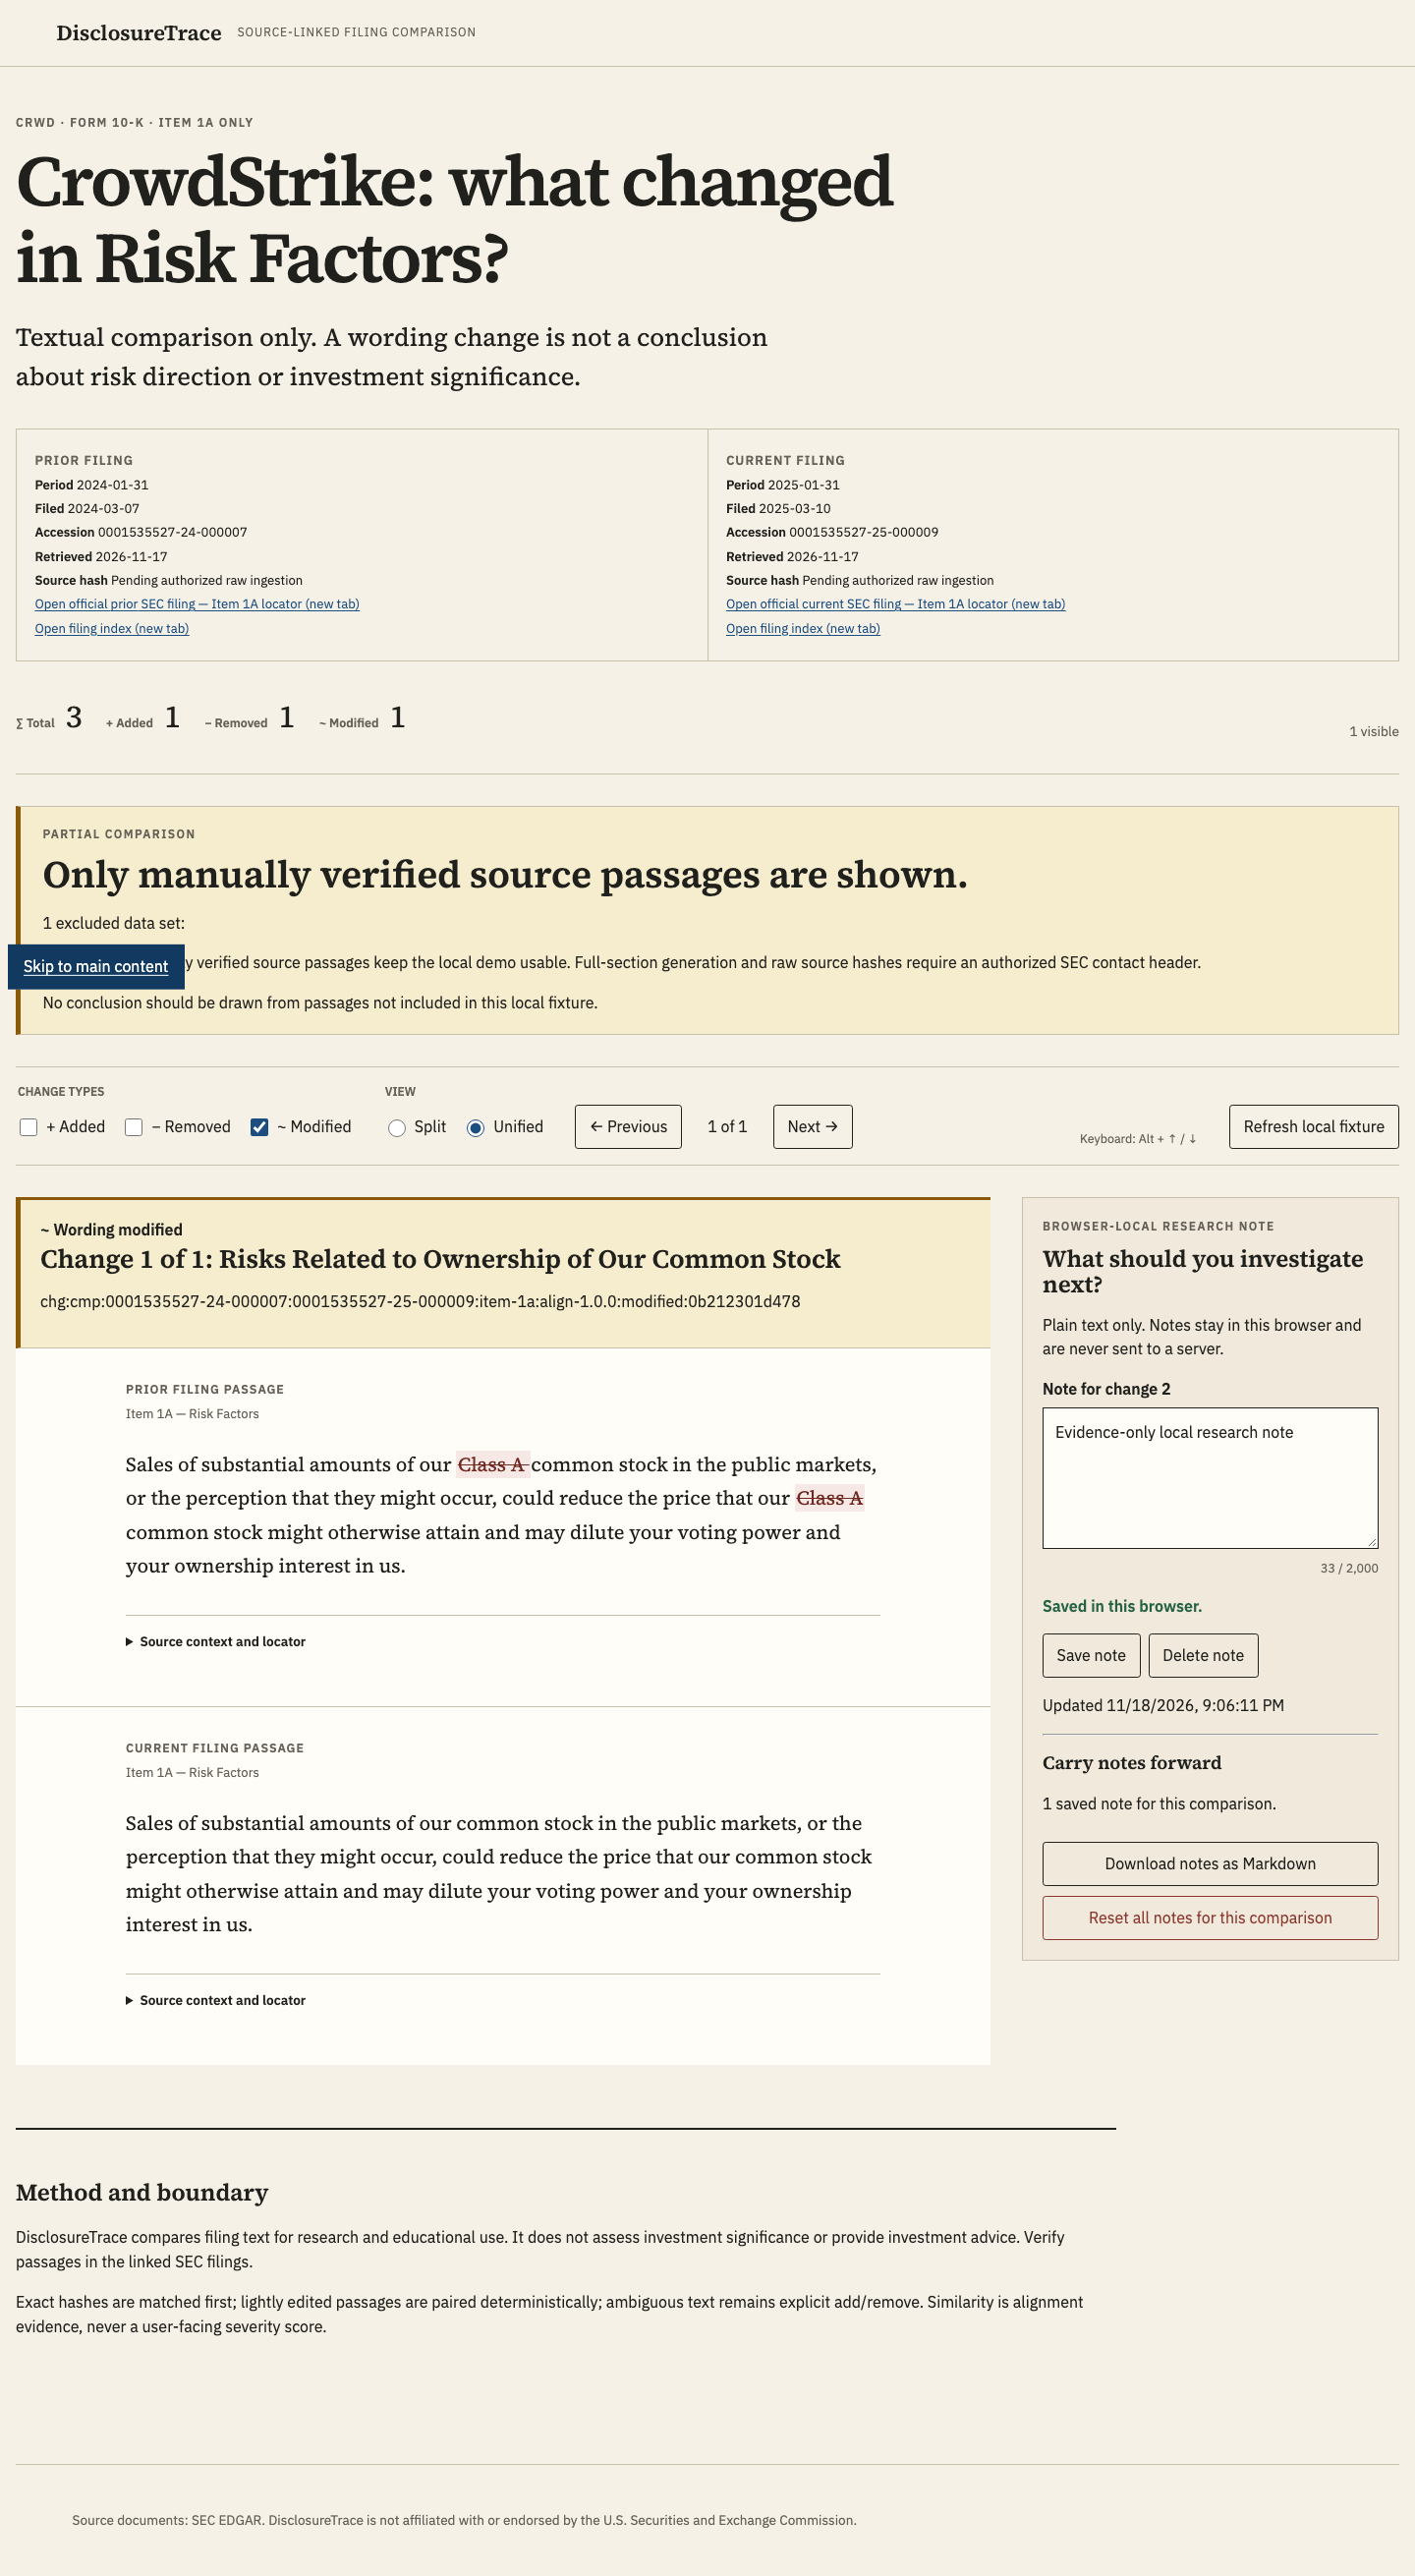 DisclosureTrace SOURCE-LINKED FILING COMPARISON
CRWD · FORM 10-K · ITEM 1A ONLY
CrowdStrike: what changed
in Risk Factors?
Textual comparison only. A wording change is not a conclusion
about risk direction or investment significance.
PRIOR FILING
Period 2024-01-31
Filed 2024-03-07
Accession 0001535527-24-000007
Retrieved 2026-11-17
Source hash Pending authorized raw ingestion
Open official prior SEC filing — Item 1A locator (new tab)
Open filing index (new tab)
CURRENT FILING
Period 2025-01-31
Filed 2025-03-10
Accession 0001535527-25-000009
Retrieved 2026-11-17
Source hash Pending authorized raw ingestion
Open official current SEC filing — Item 1A locator (new tab)
Open filing index (new tab)
∑ Total 3 + Added 1 − Removed 1 ~ Modified 1
1 visible
PARTIAL COMPARISON
Only manually verified source passages are shown.
1 excluded data set:
Skip to main content
y verified source passages keep the local demo usable. Full-section generation and raw source hashes require an authorized SEC contact header.
No conclusion should be drawn from passages not included in this local fixture.
CHANGE TYPES
+ Added − Removed ~ Modified
VIEW
Split Unified
← Previous 1 of 1 Next →
Keyboard: Alt + ↑ / ↓
Refresh local fixture
~ Wording modified
Change 1 of 1: Risks Related to Ownership of Our Common Stock
chg:cmp:0001535527-24-000007:0001535527-25-000009:item-1a:align-1.0.0:modified:0b212301d478
PRIOR FILING PASSAGE
Item 1A — Risk Factors
Sales of substantial amounts of our Class A common stock in the public markets,
or the perception that they might occur, could reduce the price that our Class A
common stock might otherwise attain and may dilute your voting power and
your ownership interest in us.
Source context and locator
CURRENT FILING PASSAGE
Item 1A — Risk Factors
Sales of substantial amounts of our common stock in the public markets, or the
perception that they might occur, could reduce the price that our common stock
might otherwise attain and may dilute your voting power and your ownership
interest in us.
Source context and locator
BROWSER-LOCAL RESEARCH NOTE
What should you investigate
next?
Plain text only. Notes stay in this browser and
are never sent to a server.
Note for change 2
Evidence-only local research note
33 / 2,000
Saved in this browser.
Save note Delete note
Updated 11/18/2026, 9:06:11 PM
Carry notes forward
1 saved note for this comparison.
Download notes as Markdown
Reset all notes for this comparison
Method and boundary
DisclosureTrace compares filing text for research and educational use. It does not assess investment significance or provide investment advice. Verify
passages in the linked SEC filings.
Exact hashes are matched first; lightly edited passages are paired deterministically; ambiguous text remains explicit add/remove. Similarity is alignment
evidence, never a user-facing severity score.
Source documents: SEC EDGAR. DisclosureTrace is not affiliated with or endorsed by the U.S. Securities and Exchange Commission.